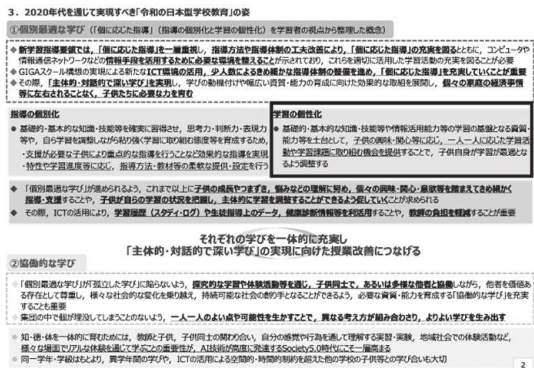 ３．2020年代を通じて実現すべき「令和の日本型学校教育」の姿
①個別最適な学び（「個に応じた指導」（指導の個別化と学習の個性化）を学習者の視点から整理した概念）
◆ 新学習指導要領では、「個に応じた指導」を一層重視し、指導方法や指導体制の工夫改善により、「個に応じた指導」の充実を図るとともに、コンピュータや
情報通信ネットワークなどの情報手段を活用するために必要な環境を整えることが示されており、これらを適切に活用した学習活動の充実を図ることが必要
◆ GIGAスクール構想の実現による新たなICT環境の活用、少人数によるきめ細かな指導体制の整備を進め、「個に応じた指導」を充実していくことが重要
◆ その際、「主体的・対話的で深い学び」を実現し、学びの動機付けや幅広い資質・能力の育成に向けた効果的な取組を展開し、個々の家庭の経済事情
等に左右されることなく、子供たちに必要な力を育む
指導の個別化
◆ 基礎的・基本的な知識・技能等を確実に習得させ、思考力・判断力・表現力
等や、自ら学習を調整しながら粘り強く学習に取り組む態度等を育成するため、
・支援が必要な子供により重点的な指導を行うことなど効果的な指導を実現
・特性や学習進度等に応じ、指導方法・教材等の柔軟な提供・設定を行う
学習の個性化
◆ 基礎的・基本的な知識・技能等や情報活用能力等の学習の基盤となる資質・
能力等を土台として、子供の興味・関心等に応じ、一人一人に応じた学習活
動や学習課題に取り組む機会を提供することで、子供自身が学習が最適とな
るよう調整する
◆ 「個別最適な学び」が進められるよう、これまで以上に子供の成長やつまずき、悩みなどの理解に努め、個々の興味・関心・意欲等を踏まえてきめ細かく
指導・支援することや、子供が自らの学習の状況を把握し、主体的に学習を調整することができるよう促していくことが求められる
◆ その際、ICTの活用により、学習履歴（スタディ・ログ）や生徒指導上のデータ、健康診断情報等を利活用することや、教師の負担を軽減することが重要
それぞれの学びを一体的に充実し
「主体的・対話的で深い学び」の実現に向けた授業改善につなげる
②協働的な学び
◆ 「個別最適な学び」が「孤立した学び」に陥らないよう、探究的な学習や体験活動等を通じ、子供同士で、あるいは多様な他者と協働しながら、他者を価値あ
る存在として尊重し、様々な社会的な変化を乗り越え、持続可能な社会の創り手となることができるよう、必要な資質・能力を育成する「協働的な学び」を充実
することも重要
◆ 集団の中で個が埋没してしまうことのないよう、一人一人のよい点や可能性を生かすことで、異なる考え方が組み合わさり、よりよい学びを生み出す
◆ 知・徳・体を一体的に育むためには、教師と子供、子供同士の関わり合い、自分の感覚や行為を通して理解する実習・実験、地域社会での体験活動など、
様々な場面でリアルな体験を通じて学ぶことの重要性が、AI技術が高度に発達するSociety5.0時代にこそ一層高まる
◆ 同一学年・学級はもとより、異学年間の学びや、ICTの活用による空間的・時間的制約を超えた他の学校の子供等との学び合いも大切
2